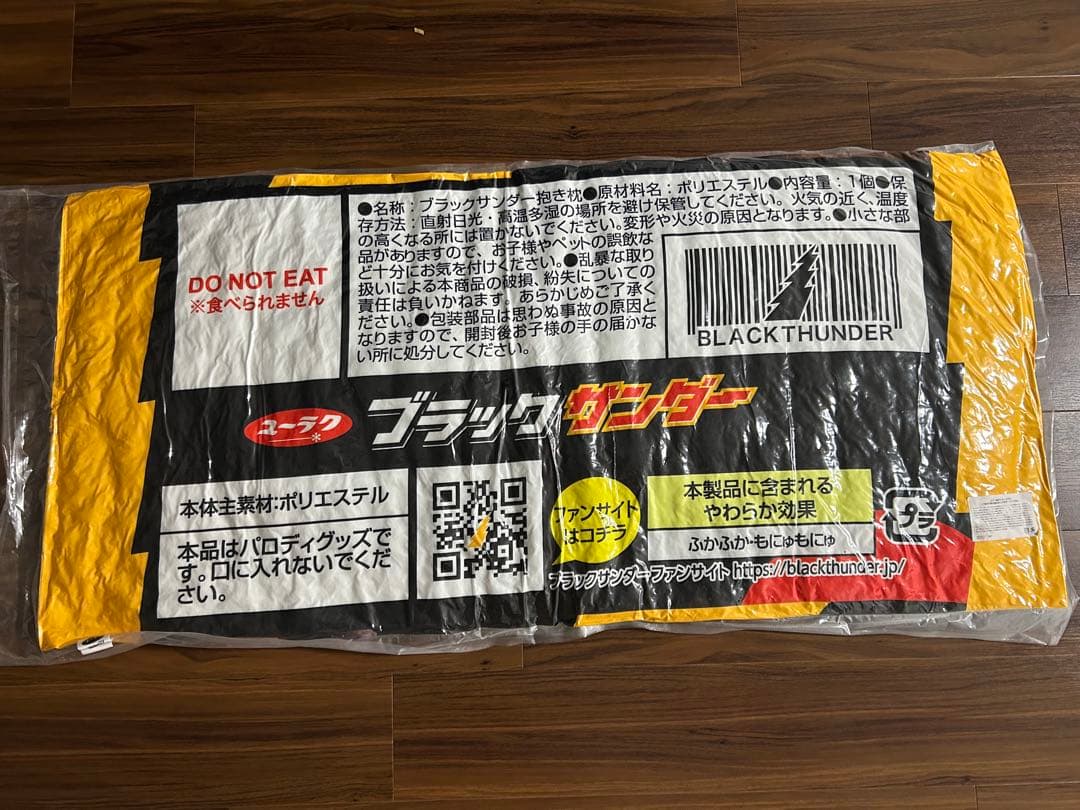 DO NOT EAT
※食べられません
●名称：ブラックサンダー抱き枕●原材料名：ポリエステル●内容量：1個●保
存方法：直射日光・高温多湿の場所を避け保管してください。火気の近く、温度
の高くなる所には置かないでください。変形や火災の原因となります。●小さな部
品がありますので、お子様やペットの誤飲な
ど十分にお気を付けください。●乱暴な取り
扱いによる本商品の破損、紛失についての
責任は負いかねます。あらかじめご了承く
ださい。●包装部品は思わぬ事故の原因と
なりますので、開封後お子様の手の届かな
い所に処分してください。
BLACKTHUNDER
ユーラク
ブラックサンダー
本体主素材:ポリエステル
本品はパロディグッズで
す。口に入れないでくだ
さい。
ファンサイト
はコチラ
本製品に含まれる
やわらか効果
ふかふか・もにゅもにゅ
プラ
ブラックサンダーファンサイト https://blackthunder.jp/